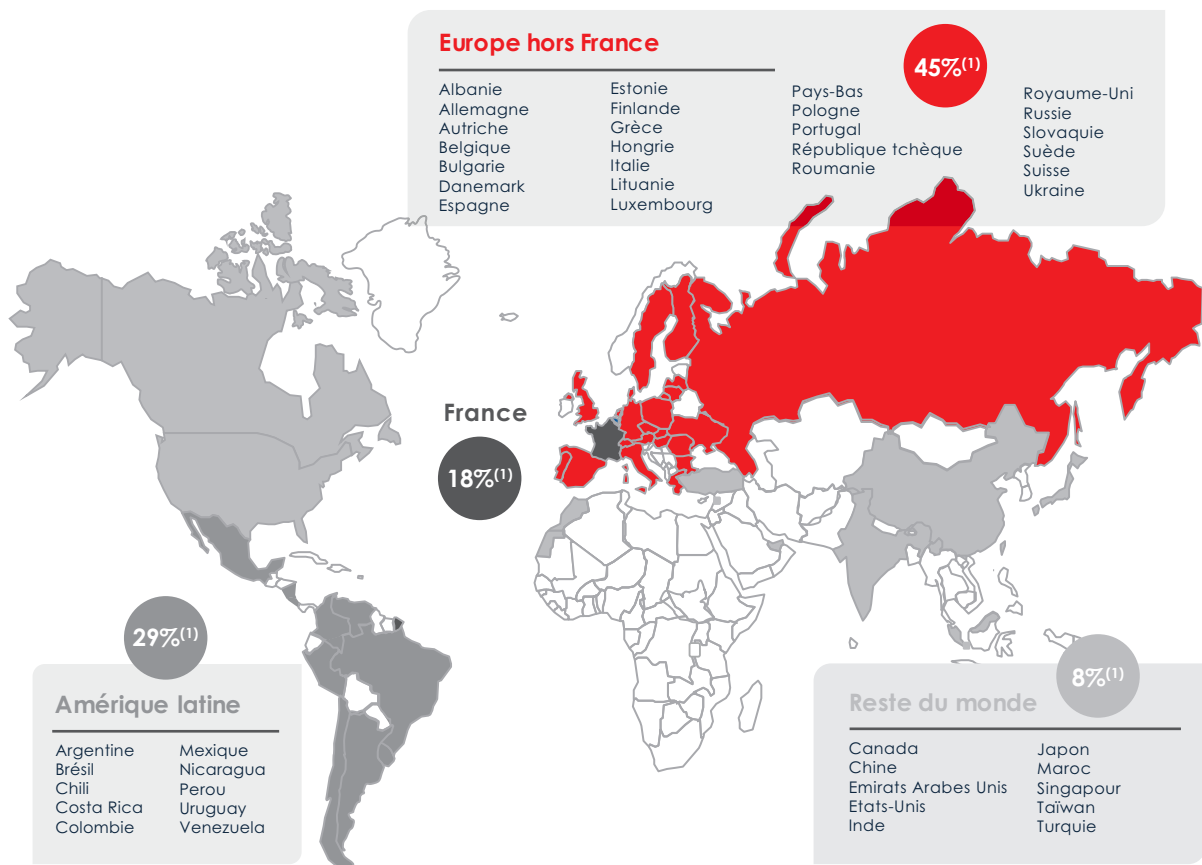 Europe hors France
45%(1)
Albanie
Allemagne
Autriche
Belgique
Bulgarie
Danemark
Espagne
Estonie
Finlande
Grèce
Hongrie
Italie
Lituanie
Luxembourg
Pays-Bas
Pologne
Portugal
République tchèque
Roumanie
Royaume-Uni
Russie
Slovaquie
Suède
Suisse
Ukraine
France
18%(1)
29%(1)
Amérique latine
Argentine
Brésil
Chili
Costa Rica
Colombie
Mexique
Nicaragua
Perou
Uruguay
Venezuela
8%(1)
Reste du monde
Canada
Chine
Emirats Arabes Unis
Etats-Unis
Inde
Japon
Maroc
Singapour
Taïwan
Turquie